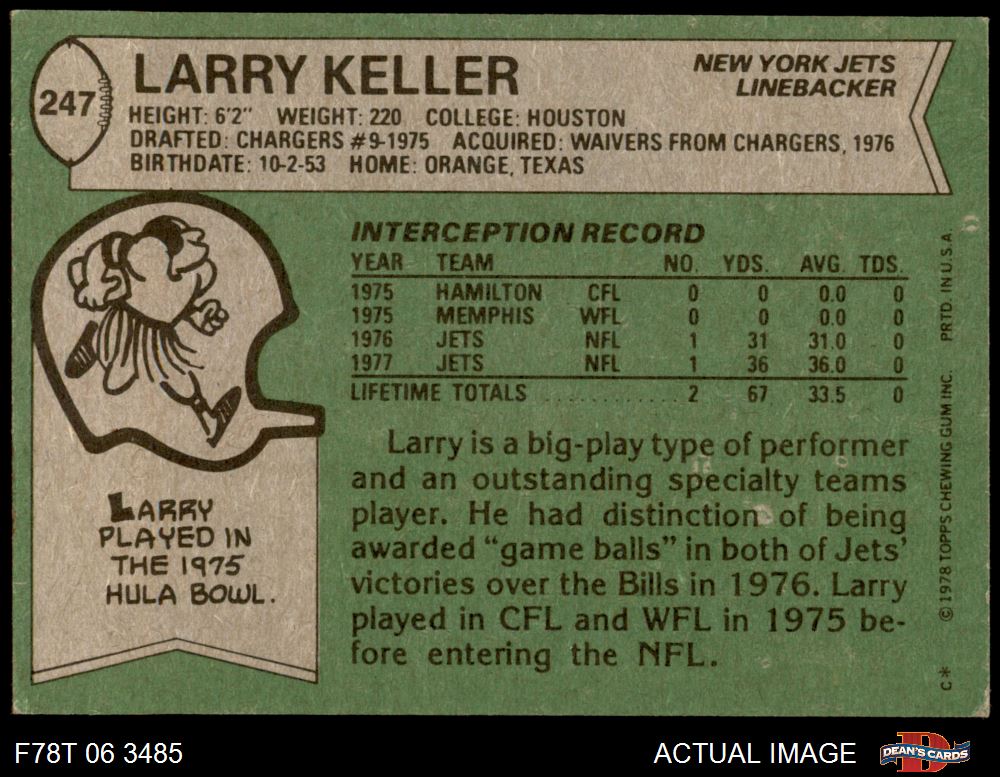 247
LARRY KELLER
NEW YORK JETS
LINEBACKER
HEIGHT: 6'2" WEIGHT: 220 COLLEGE: HOUSTON
DRAFTED: CHARGERS #9-1975 ACQUIRED: WAIVERS FROM CHARGERS, 1976
BIRTHDATE: 10-2-53 HOME: ORANGE, TEXAS
INTERCEPTION RECORD
YEAR TEAM NO. YDS. AVG. TDS.
1975 HAMILTON CFL 0 0 0.0 0
1975 MEMPHIS WFL 0 0 0.0 0
1976 JETS NFL 1 31 31.0 0
1977 JETS NFL 1 36 36.0 0
LIFETIME TOTALS ............ 2 67 33.5 0
LARRY
PLAYED IN
THE 1975
HULA BOWL.
Larry is a big-play type of performer
and an outstanding specialty teams
player. He had distinction of being
awarded "game balls" in both of Jets'
victories over the Bills in 1976. Larry
played in CFL and WFL in 1975 be-
fore entering the NFL.
C* © 1978 TOPPS CHEWING GUM INC. PRTD. IN U.S.A.
F78T 06 3485
ACTUAL IMAGE
D
DEAN'S CARDS